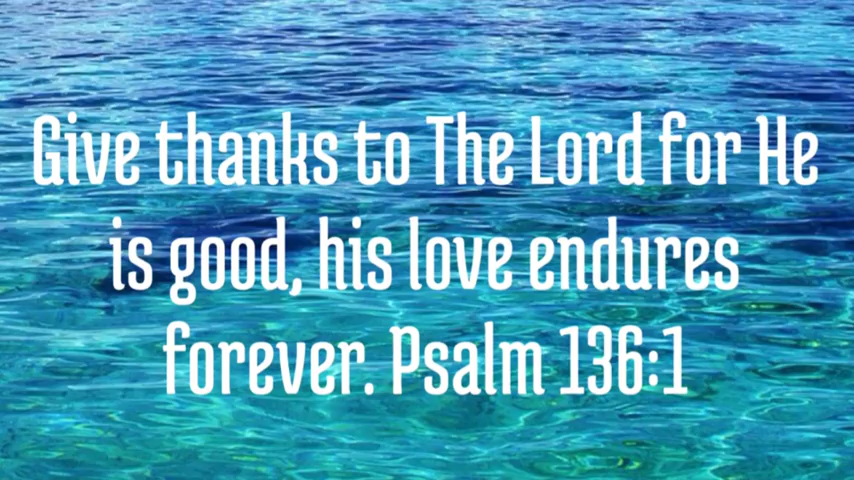 Give thanks to The Lord for He
is good, his love endures
forever. Psalm 136:1